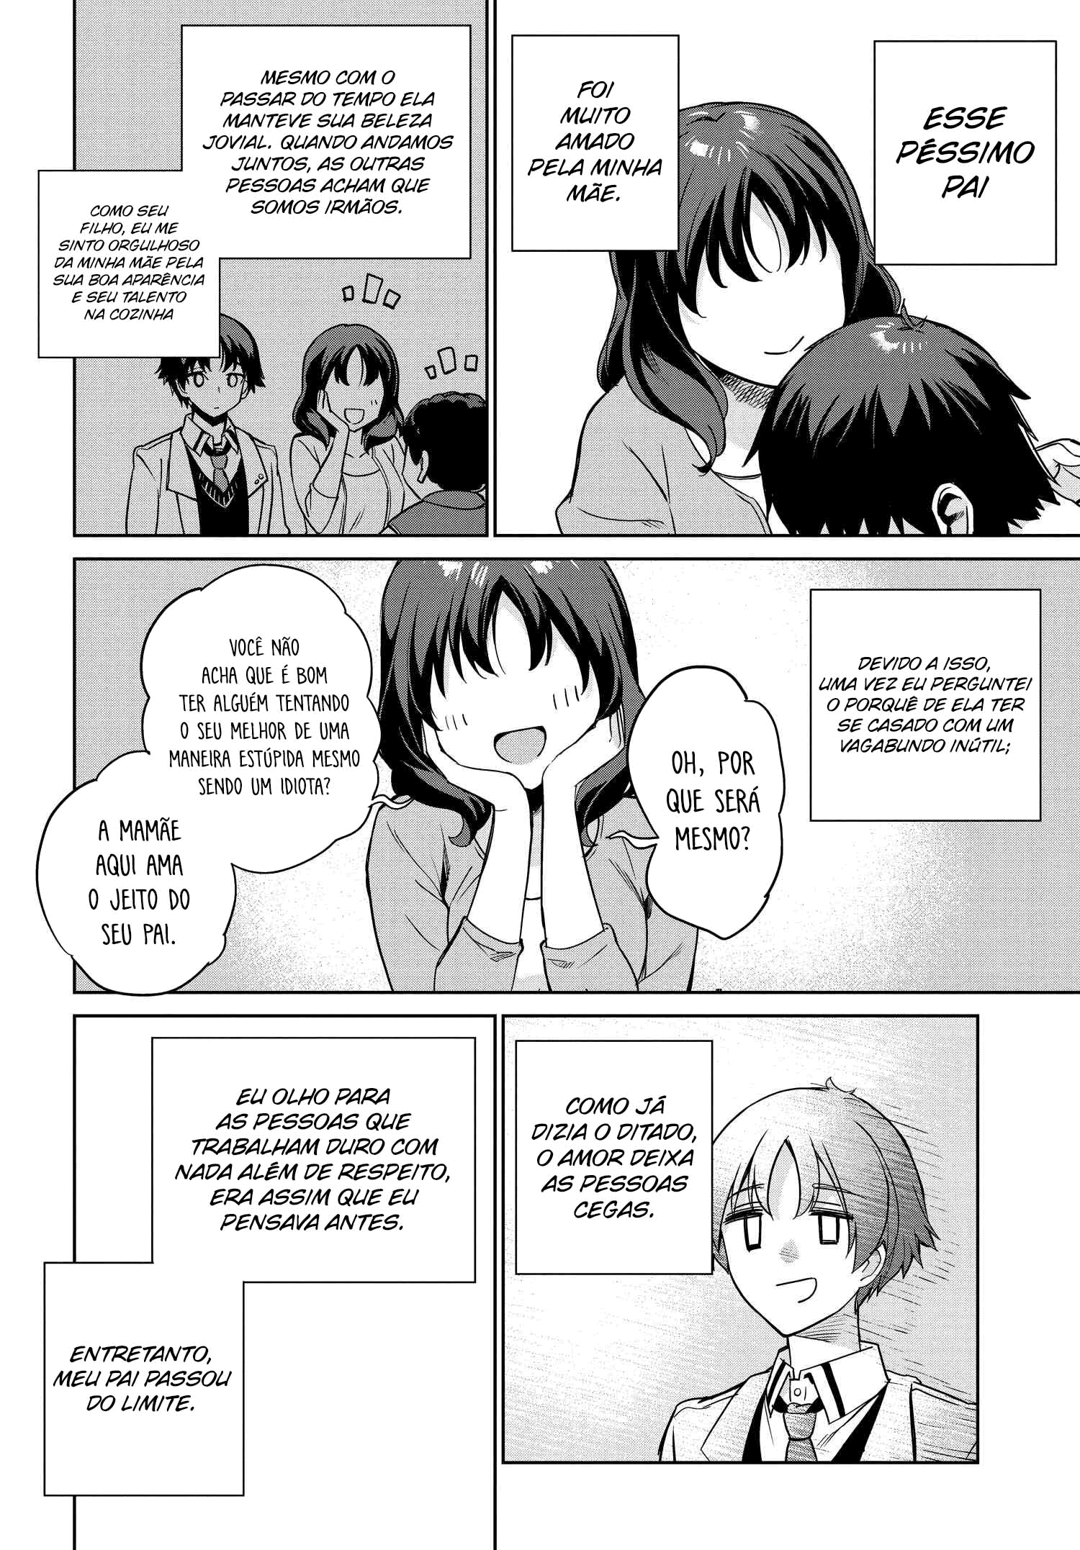 ESSE
PÉSSIMO
PAI
FOI
MUITO
AMADO
PELA MINHA
MÃE.
MESMO COM O
PASSAR DO TEMPO ELA
MANTEVE SUA BELEZA
JOVIAL. QUANDO ANDAMOS
JUNTOS, AS OUTRAS
PESSOAS ACHAM QUE
SOMOS IRMÃOS.
COMO SEU
FILHO, EU ME
SINTO ORGULHOSO
DA MINHA MÃE PELA
SUA BOA APARÊNCIA
E SEU TALENTO
NA COZINHA
DEVIDO A ISSO,
UMA VEZ EU PERGUNTEI
O PORQUÊ DE ELA TER
SE CASADO COM UM
VAGABUNDO INÚTIL;
OH, POR
QUE SERÁ
MESMO?
VOCÊ NÃO
ACHA QUE É BOM
TER ALGUÉM TENTANDO
O SEU MELHOR DE UMA
MANEIRA ESTÚPIDA MESMO
SENDO UM IDIOTA?
A MAMÃE
AQUI AMA
O JEITO DO
SEU PAI.
COMO JÁ
DIZIA O DITADO,
O AMOR DEIXA
AS PESSOAS
CEGAS.
EU OLHO PARA
AS PESSOAS QUE
TRABALHAM DURO COM
NADA ALÉM DE RESPEITO,
ERA ASSIM QUE EU
PENSAVA ANTES.
ENTRETANTO,
MEU PAI PASSOU
DO LIMITE.